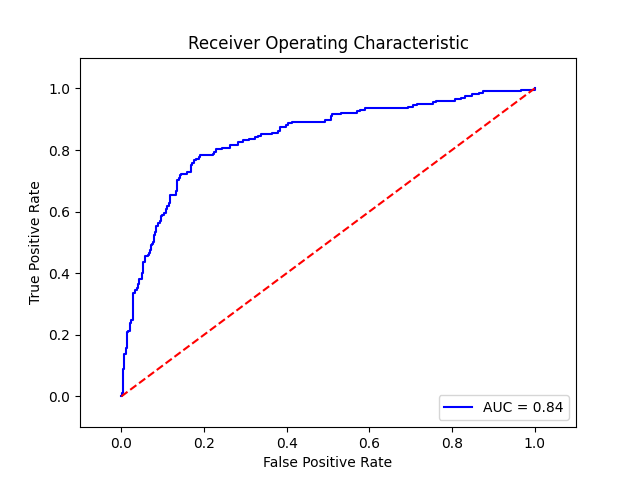 Receiver Operating Characteristic
True Positive Rate
1.0
0.8
0.6
0.4
0.2
0.0
AUC = 0.84
0.0 0.2 0.4 0.6 0.8 1.0
False Positive Rate